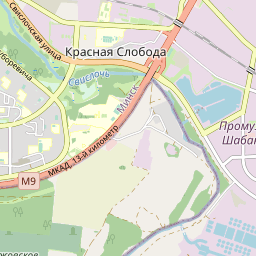 Свислочская улица
Красная Слобода
Свислочь
Минск
Промуз
Шабан
МКАД, 13-й километр
M9